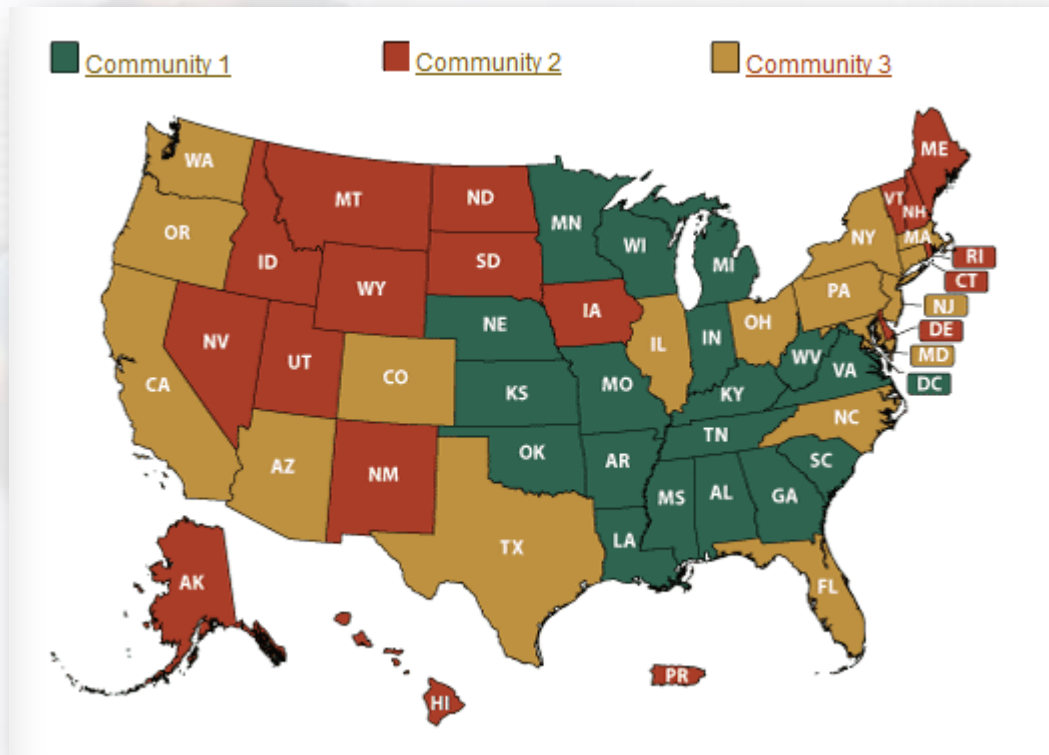 Community 1 Community 2 Community 3
WA
MT
ND
MN
ME
VT
NH
OR
ID
SD
WI
MI
NY
MA
RI
WY
CT
IA
PA
NJ
NE
OH
NV
UT
IL
IN
DE
CO
WV
MD
CA
KS
MO
VA
DC
KY
NC
TN
AZ
NM
OK
AR
SC
MS
AL
GA
TX
LA
AK
FL
PR
HI